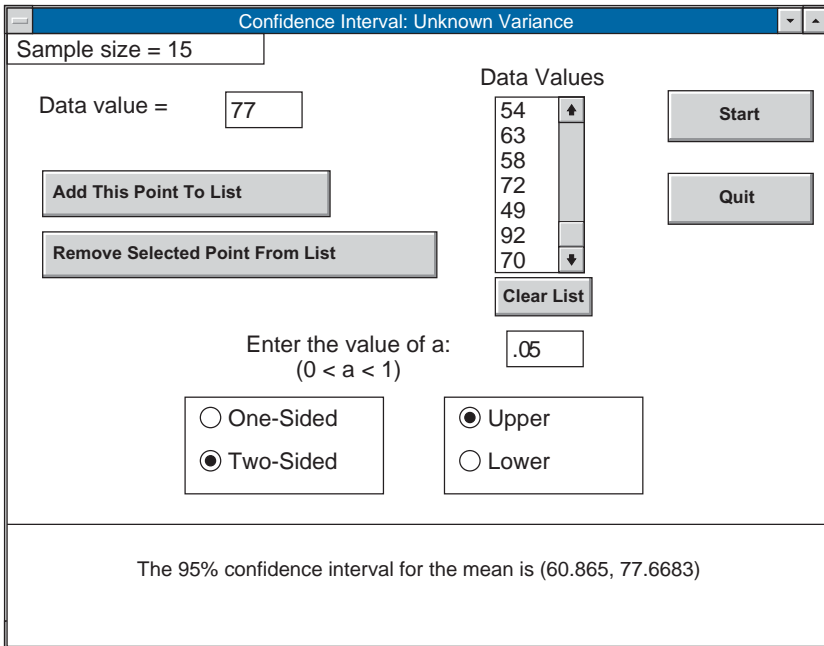 Confidence Interval: Unknown Variance
Sample size = 15
Data value =
77
Data Values
54
63
58
72
49
92
70
Start
Quit
Add This Point To List
Remove Selected Point From List
Clear List
Enter the value of a:
(0 < a < 1)
.05
One-Sided
Two-Sided
Upper
Lower
The 95% confidence interval for the mean is (60.865, 77.6683)